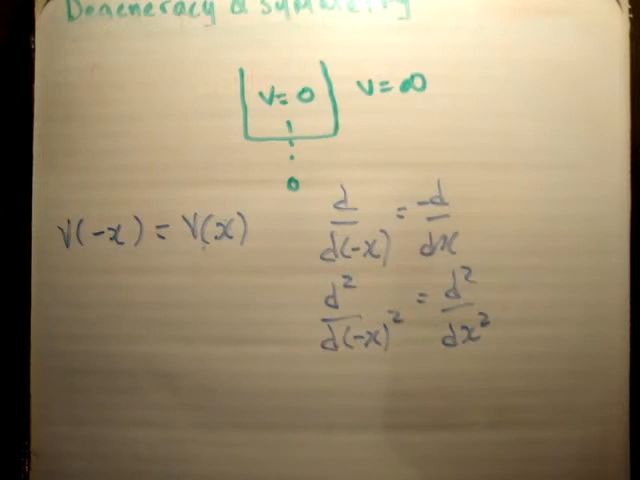 Degeneracy & symmetry
V = 0 V = ∞
0
V(-x) = V(x)
d/d(-x) = -d/dx
d²/d(-x)² = d²/dx²